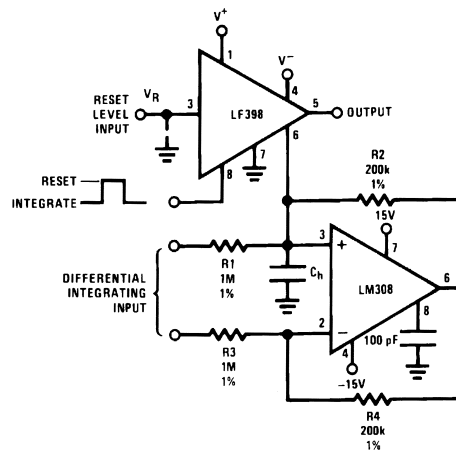 V+
1
V−
4
VR
RESET
LEVEL
INPUT
3
LF398
5
OUTPUT
6
7
8
RESET
INTEGRATE
R2
200k
1%
15V
7
3
+
R1
1M
1%
Ch
DIFFERENTIAL
INTEGRATING
INPUT
LM308
6
8
2
−
R3
1M
1%
4
100 pF
−15V
R4
200k
1%